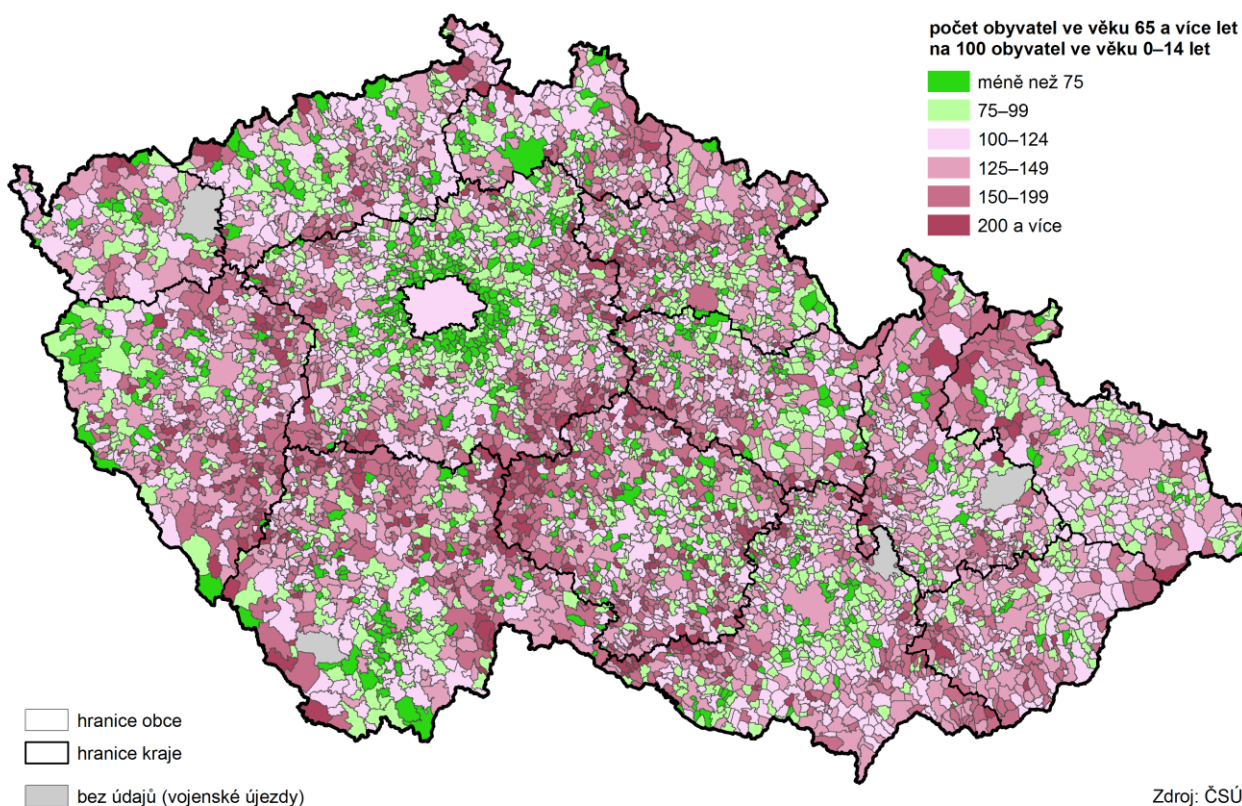 počet obyvatel ve věku 65 a více let
na 100 obyvatel ve věku 0–14 let
méně než 75
75–99
100–124
125–149
150–199
200 a více
hranice obce
hranice kraje
bez údajů (vojenské újezdy)
Zdroj: ČSÚ